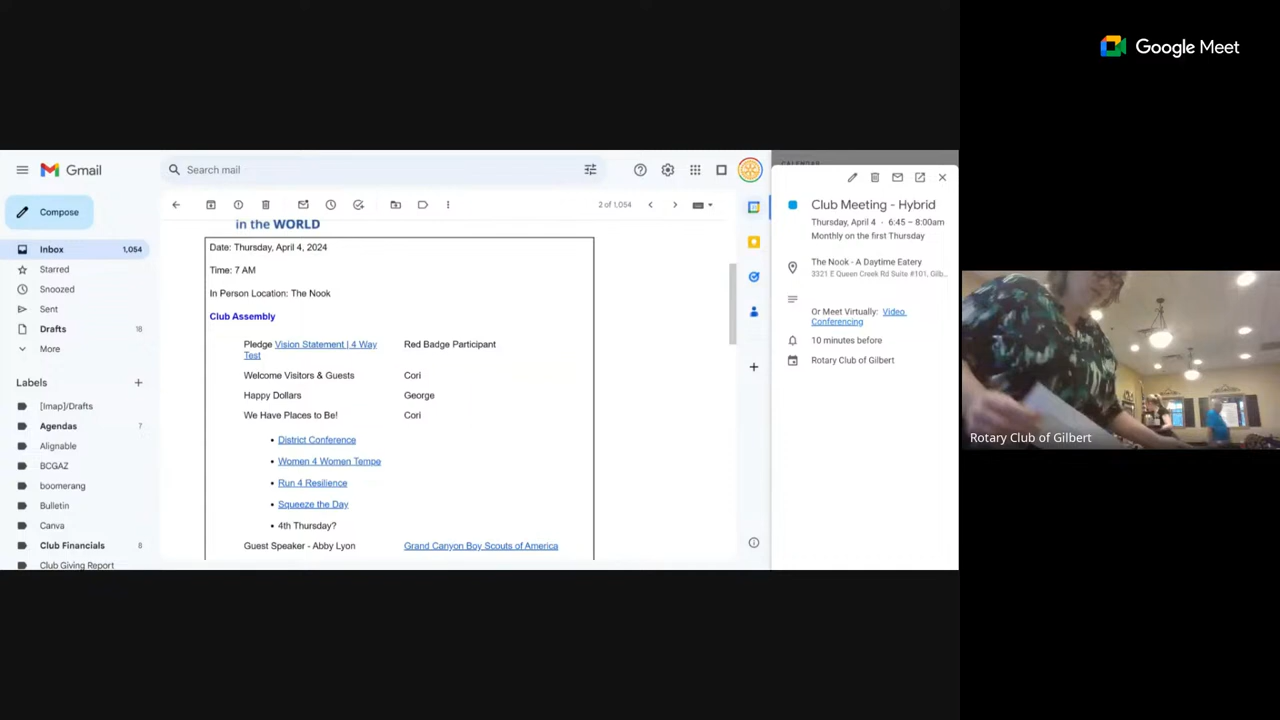 Google Meet
Gmail
Search mail
Compose
2 of 1,054
Inbox 1,054
Starred
Snoozed
Sent
Drafts 18
More
Labels
[Imap]/Drafts
Agendas 7
Alignable
BCGAZ
boomerang
Bulletin
Canva
Club Financials 8
Club Giving Report
in the WORLD
Date: Thursday, April 4, 2024
Time: 7 AM
In Person Location: The Nook
Club Assembly
Pledge Vision Statement | 4 Way Red Badge Participant
Test
Welcome Visitors & Guests Cori
Happy Dollars George
We Have Places to Be! Cori
• District Conference
• Women 4 Women Tempe
• Run 4 Resilience
• Squeeze the Day
• 4th Thursday?
Guest Speaker - Abby Lyon Grand Canyon Boy Scouts of America
CALENDAR
Club Meeting - Hybrid
Thursday, April 4 · 6:45 – 8:00am
Monthly on the first Thursday
The Nook - A Daytime Eatery
3321 E Queen Creek Rd Suite #101, Gilb...
Or Meet Virtually: Video
Conferencing
10 minutes before
Rotary Club of Gilbert
Rotary Club of Gilbert